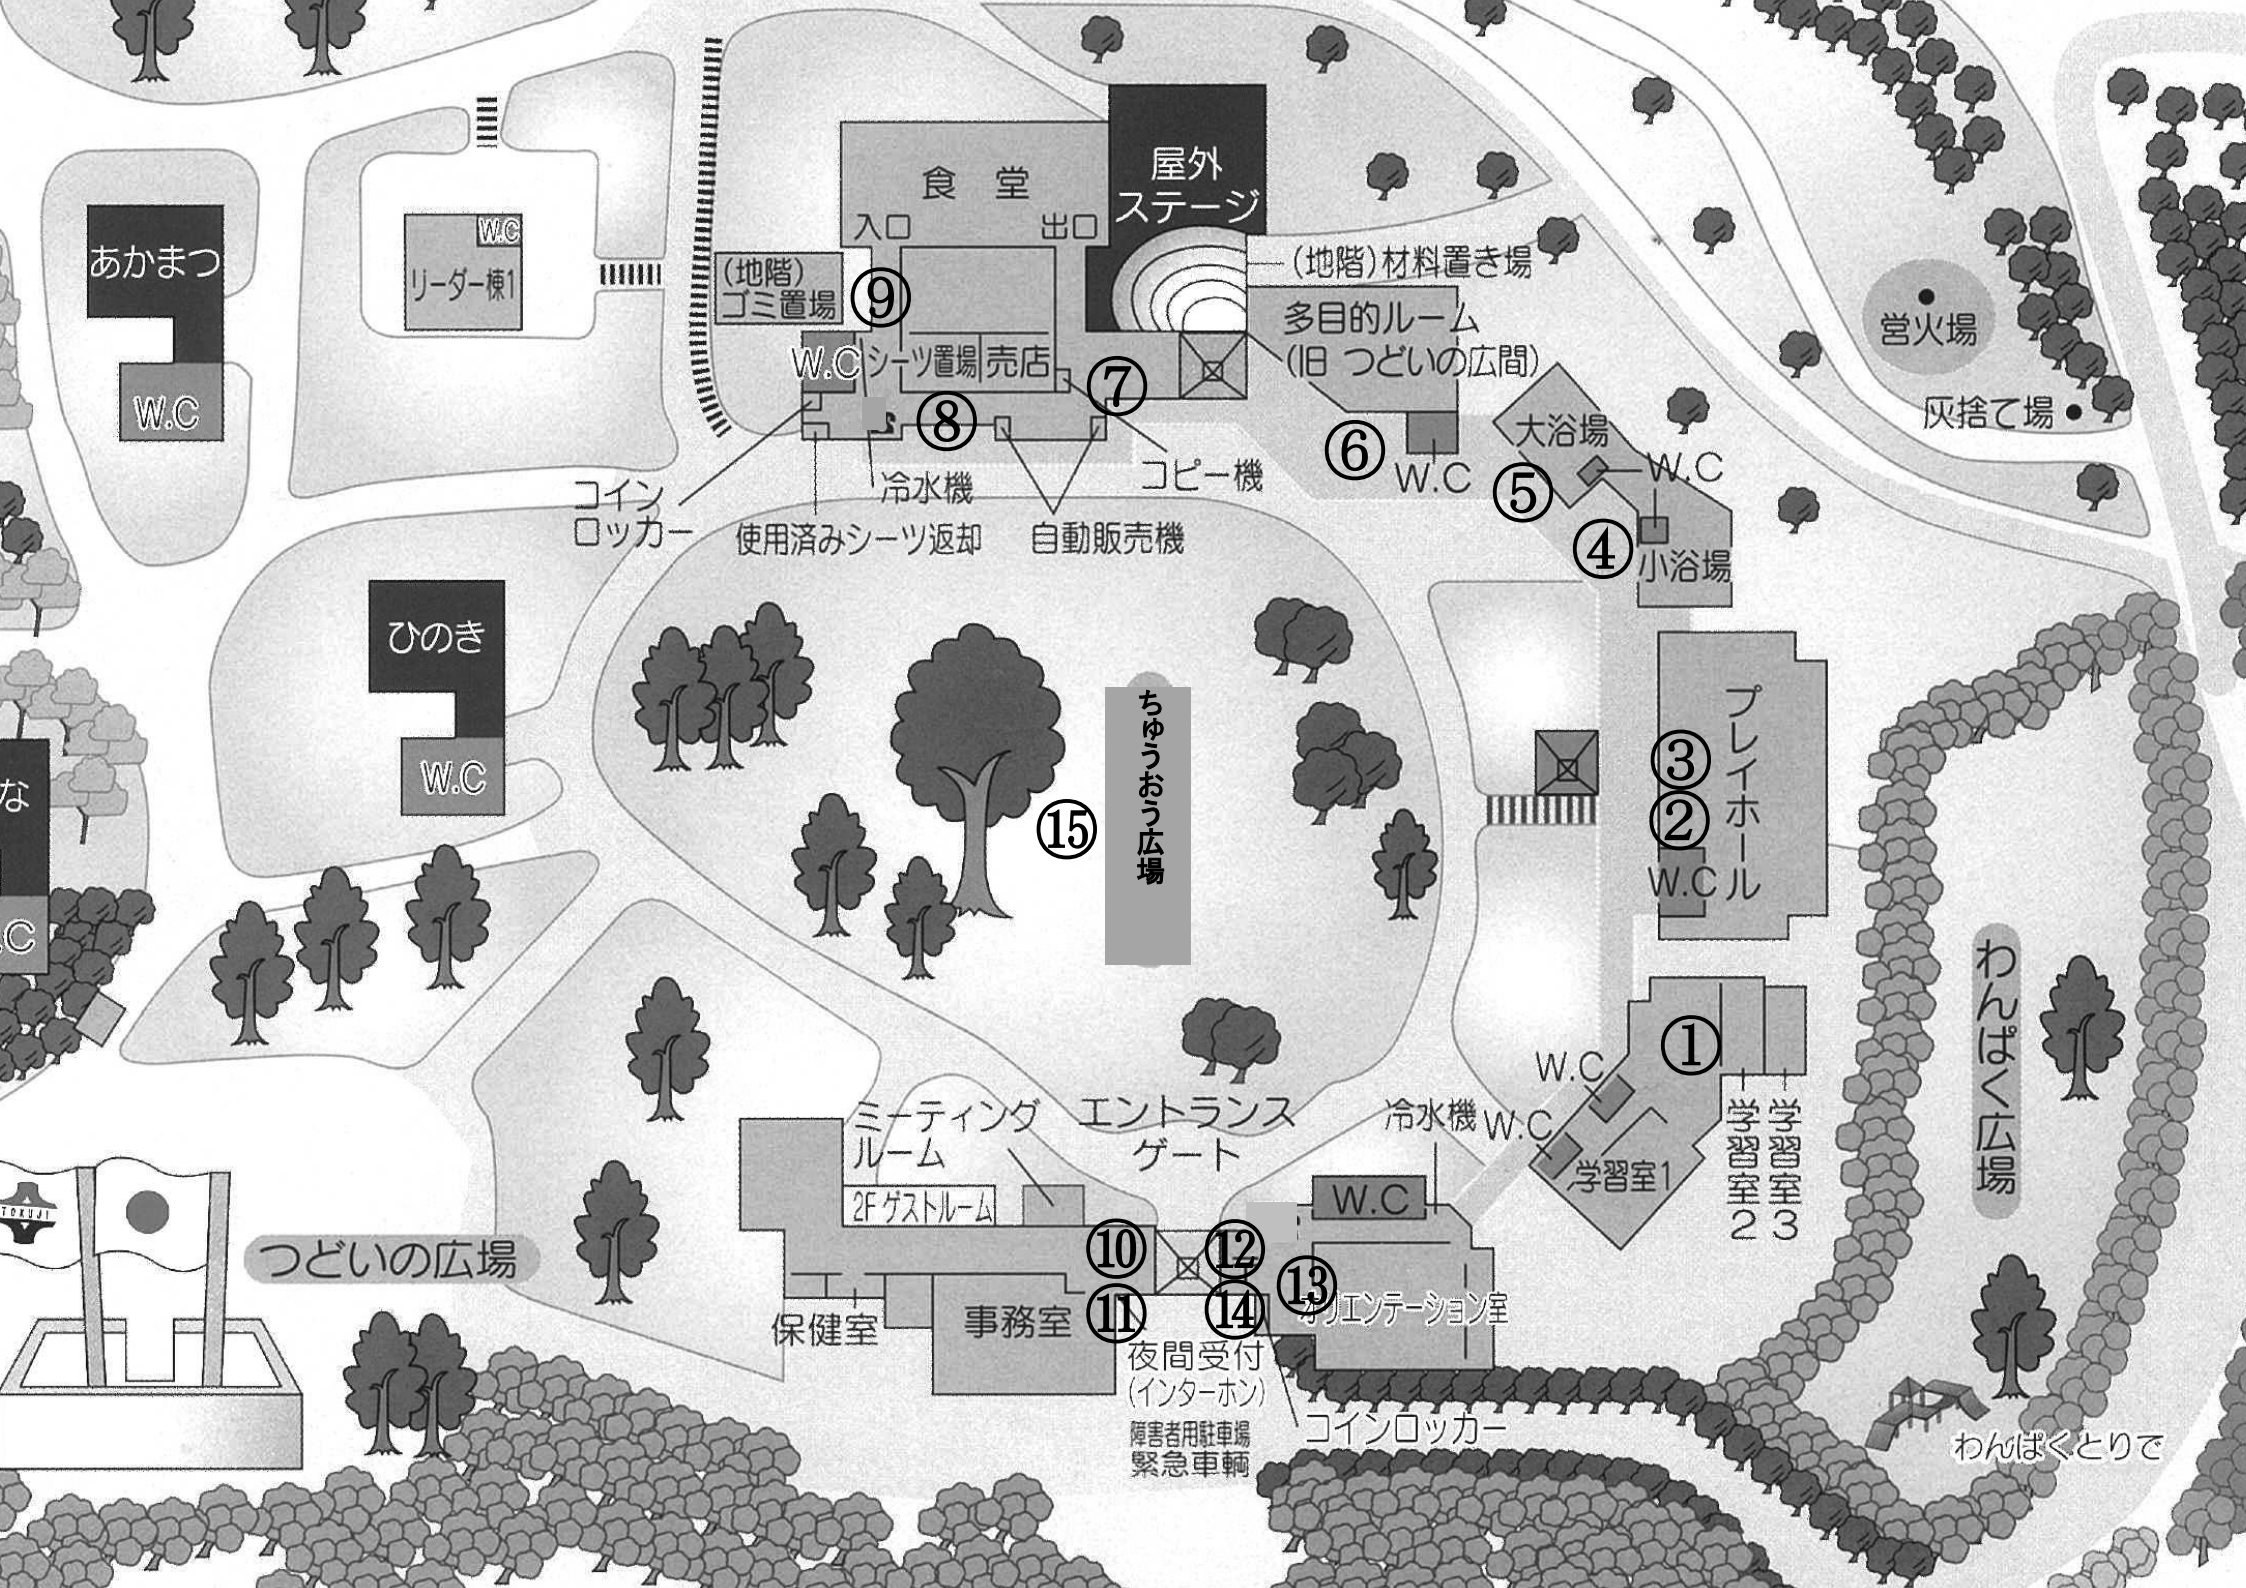 食 堂
入口
出口
屋外
ステージ
(地階)
ゴミ置場
⑨
(地階)材料置き場
多目的ルーム
(旧 つどいの広間)
あかまつ
W.C
W.C
リーダー棟1
W.C
シーツ置場
売店
⑦
⑧
⑥
W.C
大浴場
W.C
⑤
④
小浴場
営火場
灰捨て場
コイン
ロッカー
冷水機
使用済みシーツ返却
自動販売機
コピー機
ひのき
W.C
な
.C
ちゅうおう広場
⑮
プレイホール
③
②
W.C
わんぱく広場
①
W.C
W.C
学習室1
学習室2
学習室3
冷水機
ミーティング
ルーム
エントランス
ゲート
2Fゲストルーム
W.C
⑩
⑫
⑪
⑭
⑬
オリエンテーション室
保健室
事務室
夜間受付
(インターホン)
障害者用駐車場
緊急車輌
コインロッカー
わんぱくとりで
TOKUJI
つどいの広場